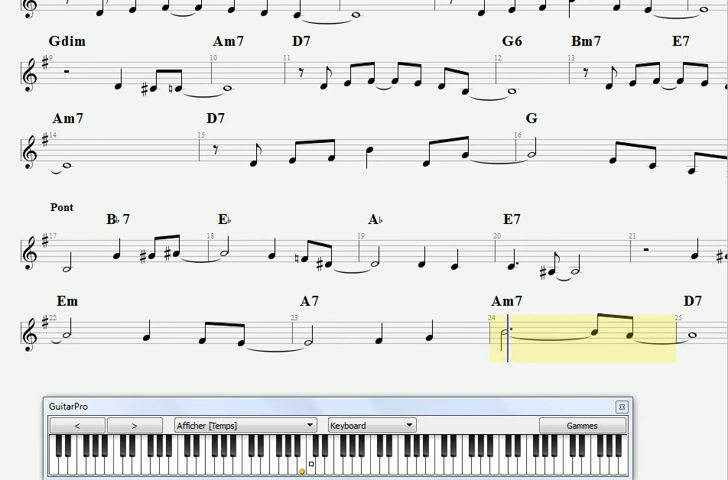 Gdim Am7 D7 G6 Bm7 E7
9 10 11 12 13
Am7 D7 G
14 15 16
Pont
B♭7 E♭ A♭ E7
17 18 19 20 21
Em A7 Am7 D7
22 23 24 25
GuitarPro
< > Afficher [Temps] Keyboard Gammes